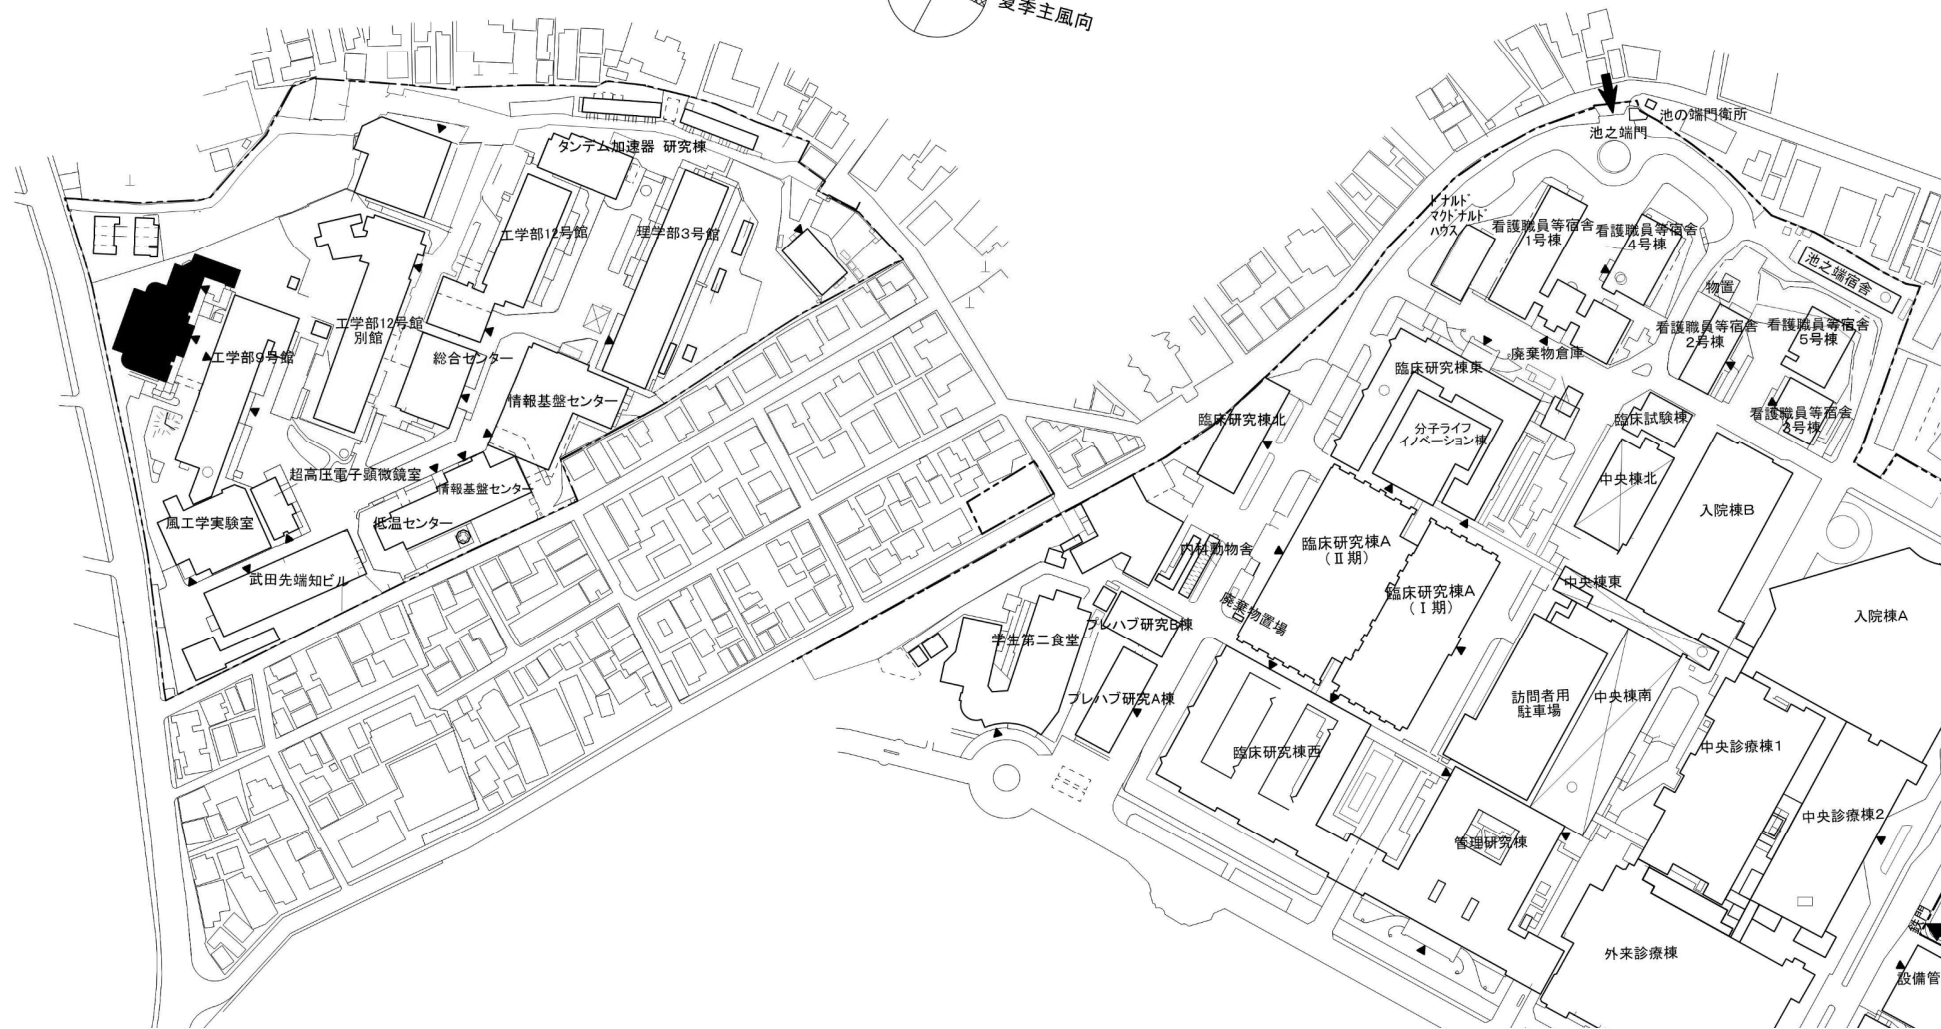 夏季主風向
池の端門衛所
池之端門
タンデム加速器 研究棟
工学部12号館
理学部3号館
ドナルド
マクドナルド
ハウス
看護職員等宿舎
1号棟
看護職員等宿舎
4号棟
池之端宿舎
物置
工学部12号館
別館
工学部9号館
総合センター
看護職員等宿舎
2号棟
看護職員等宿舎
5号棟
廃棄物倉庫
臨床研究棟東
情報基盤センター
臨床研究棟北
分子ライフ
イノベーション棟
臨床試験棟
看護職員等宿舎
3号棟
超高圧電子顕微鏡室
情報基盤センター
中央棟北
入院棟B
風工学実験室
低温センター
内科動物舎
臨床研究棟A
(Ⅱ期)
武田先端知ビル
中央棟東
臨床研究棟A
(Ⅰ期)
廃棄物置場
入院棟A
プレハブ研究B棟
学生第二食堂
プレハブ研究A棟
訪問者用
駐車場
中央棟南
臨床研究棟西
中央診療棟1
中央診療棟2
管理研究棟
鉄門
外来診療棟
設備管